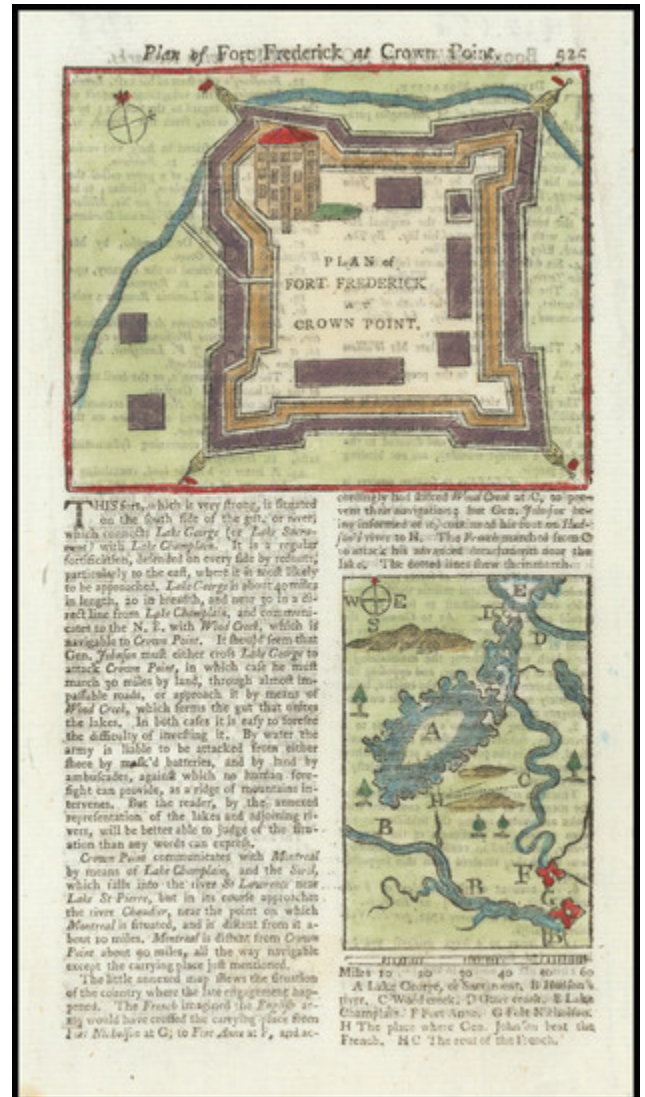 Plan of Fort Frederick at Crown Point. 525
PLAN of
FORT FREDERICK
AT
CROWN POINT.
THIS fort, which is very strong, is situated
on the south side of the gut, or river,
which connects Lake George (or Lake Sacra-
ment) with Lake Champlain. It is a regular
fortification, defended on every side by redouts,
particularly to the east, where it is most likely
to be approached. Lake George is about 40 miles
in length, 20 in breadth, and near 30 in a di-
rect line from Lake Champlain, and communi-
cates to the N. E. with Wood Creek, which is
navigable to Crown Point. It should seem that
Gen. Johnson must either cross Lake George to
attack Crown Point, in which case he must
march 30 miles by land, through almost im-
passable roads, or approach it by means of
Wood Creek, which forms the gut that unites
the lakes. In both cases it is easy to foresee
the difficulty of investing it. By water the
army is liable to be attacked from either
shore by mask'd batteries, and by land by
ambuscades, against which no human fore-
sight can provide, as a ridge of mountains in-
tervenes. But the reader, by the annexed
representation of the lakes and adjoining ri-
vers, will be better able to judge of the situ-
ation than any words can express.
Crown Point communicates with Montreal
by means of Lake Champlain, and the Soril,
which falls into the river St Lawrence near
Lake St Pierre, but in its course approaches
the river Chaudier, near the point on which
Montreal is situated, and is distant from it a-
bout 10 miles. Montreal is distant from Crown
Point about 90 miles, all the way navigable
except the carrying place just mentioned.
The little annexed map shews the situation
of the country where the late engagement hap-
pened. The French imagined the English ar-
my would have crossed the carrying place from
Fort Nicholson at G, to Fort Anne at F, and ac-
cordingly had Wood Creek at C, to pre-
vent their navigation; but Gen. Johnson be-
ing informed of it, continued his rout on Hud-
son's river to H. The French marched from C
to attack his advanced detachment near the
lake. The dotted lines shew their march.
W E
S
E
D
D
A
C
H
B
B
F
G
B
Miles 10 20 30 40 50 60
A Lake George, or Sacrament. B Hudson's
river. C Wood creek. D Otter creek. E Lake
Champlain. F Fort Anne. G Fort Nicholson.
H The place where Gen. Johnson beat the
French. H C The rout of the French.